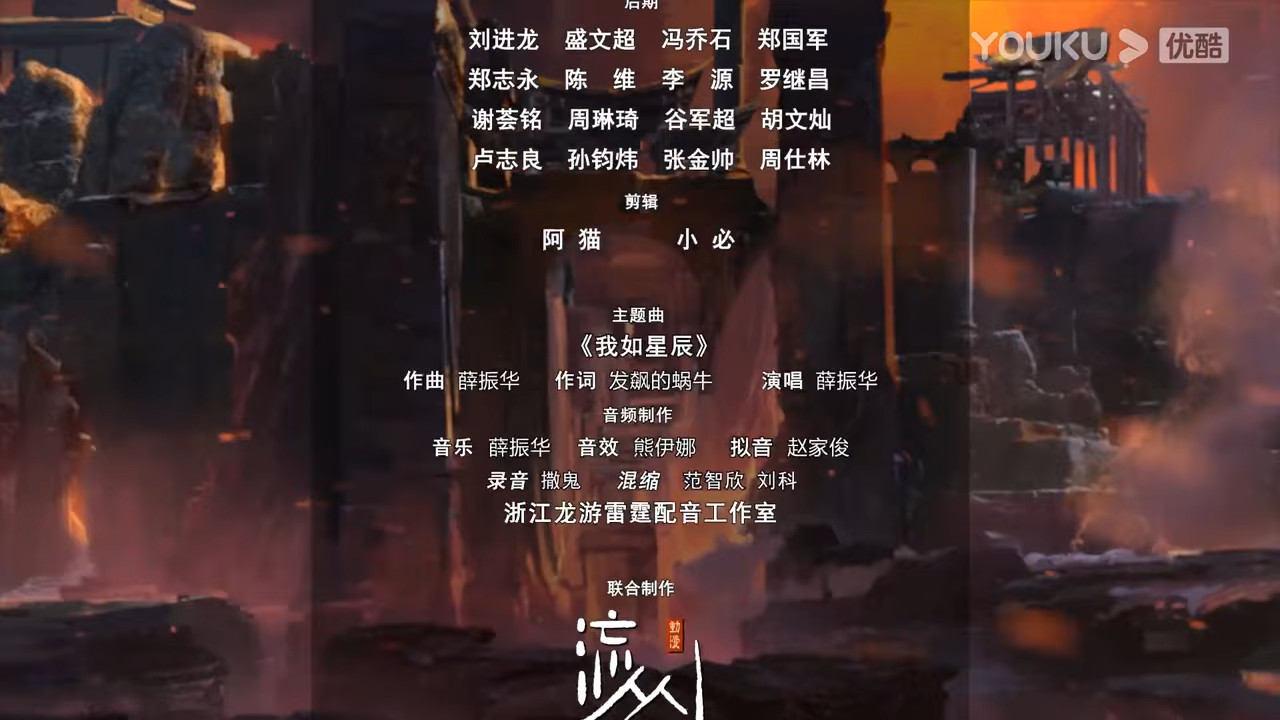 后期
YOUKU 优酷
刘进龙 盛文超 冯乔石 郑国军
郑志永 陈 维 李 源 罗继昌
谢荟铭 周琳琦 谷军超 胡文灿
卢志良 孙钧炜 张金帅 周仕林
剪辑
阿 猫 小 必
主题曲
《我如星辰》
作曲 薛振华 作词 发飙的蜗牛 演唱 薛振华
音频制作
音乐 薛振华 音效 熊伊娜 拟音 赵家俊
录音 撒鬼 混缩 范智欣 刘科
浙江龙游雷霆配音工作室
联合制作
動漫